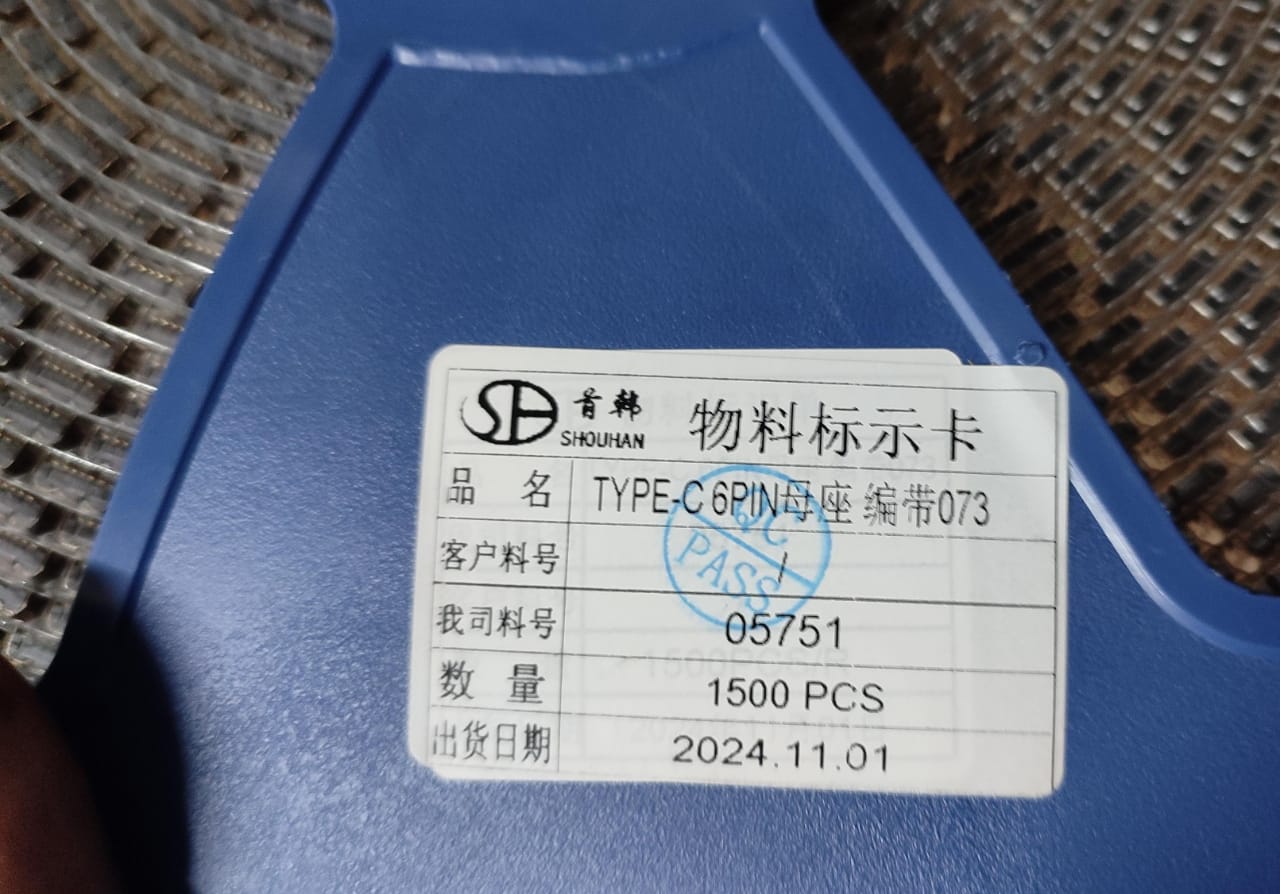 SH 首韩 SHOUHAN 物料标示卡
品 名 TYPE-C 6PIN母座 编带073
客户料号 /
QC PASS
我司料号 05751
数 量 1500 PCS
出货日期 2024.11.01